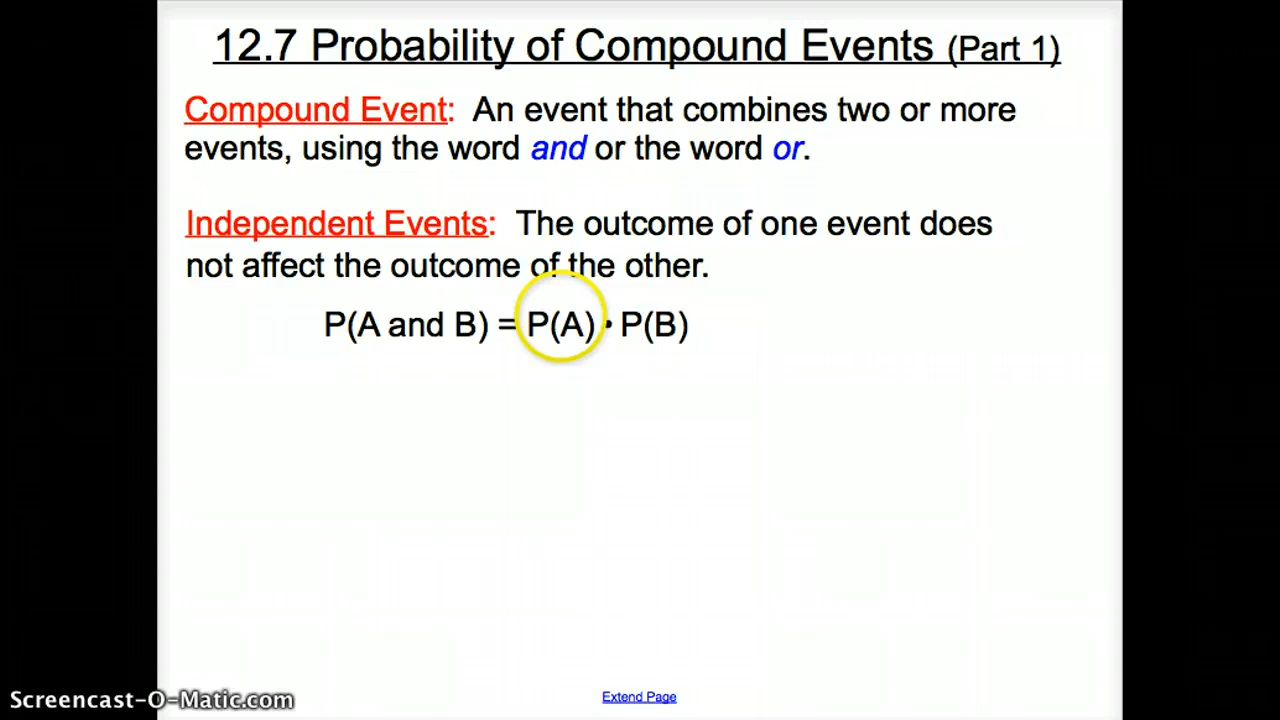 12.7 Probability of Compound Events (Part 1)
Compound Event: An event that combines two or more
events, using the word and or the word or.
Independent Events: The outcome of one event does
not affect the outcome of the other.
P(A and B) = P(A) • P(B)
Extend Page
Screencast-O-Matic.com